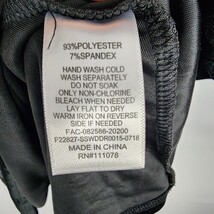 93%POLYESTER
7%SPANDEX
HAND WASH COLD
WASH SEPARATELY
DO NOT SOAK
ONLY NON-CHLORINE
BLEACH WHEN NEEDED
LAY FLAT TO DRY
WARM IRON ON REVERSE
SIDE IF NEEDED
FAC-082586-20200
F22827-SSWDDR0015-0718
MADE IN CHINA
RN#111078